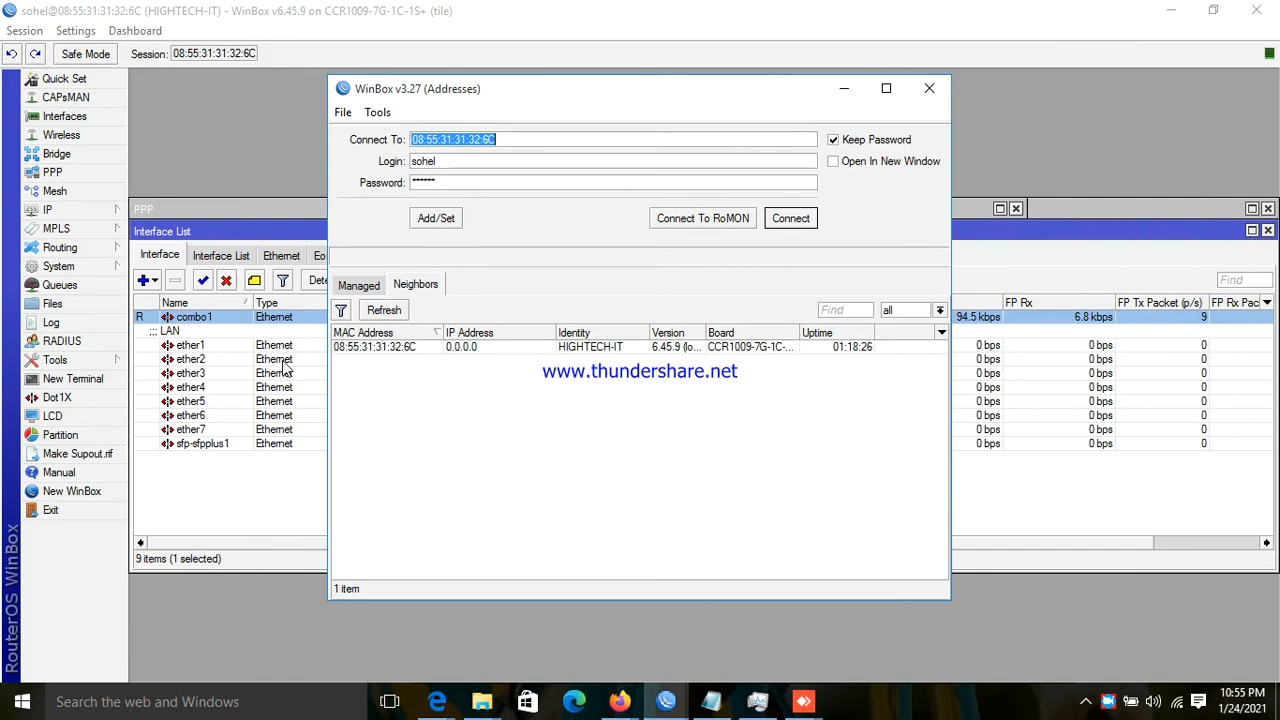 sohel@08:55:31:31:32:6C (HIGHTECH-IT) - WinBox v6.45.9 on CCR1009-7G-1C-1S+ (tile)
Session Settings Dashboard
Safe Mode Session: 08:55:31:31:32:6C
Quick Set
CAPsMAN
Interfaces
Wireless
Bridge
PPP
Mesh
IP
MPLS
Routing
System
Queues
Files
Log
RADIUS
Tools
New Terminal
Dot1X
LCD
Partition
Make Supout.rif
Manual
New WinBox
Exit
RouterOS WinBox
PPP
Interface List
Interface Interface List Ethernet Eo
Find
Name Type FP Rx FP Tx Packet (p/s) FP Rx Pac
R combo1 Ethernet 94.5 kbps 6.8 kbps 9
::: LAN
ether1 Ethernet 0 bps 0 bps 0
ether2 Ethernet 0 bps 0 bps 0
ether3 Ethernet 0 bps 0 bps 0
ether4 Ethernet 0 bps 0 bps 0
ether5 Ethernet 0 bps 0 bps 0
ether6 Ethernet 0 bps 0 bps 0
ether7 Ethernet 0 bps 0 bps 0
sfp-sfpplus1 Ethernet 0 bps 0 bps 0
9 items (1 selected)
WinBox v3.27 (Addresses)
File Tools
Connect To: 08:55:31:31:32:6C Keep Password
Login: sohel Open In New Window
Password: ******
Add/Set Connect To RoMON Connect
Managed Neighbors
Refresh Find all
MAC Address IP Address Identity Version Board Uptime
08:55:31:31:32:6C 0.0.0.0 HIGHTECH-IT 6.45.9 (lo... CCR1009-7G-1C-... 01:18:26
www.thundershare.net
1 item
Search the web and Windows
10:55 PM
1/24/2021